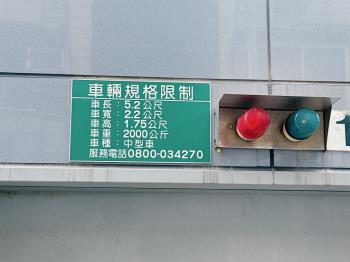 車輛規格限制
車長：5.2公尺
車寬：2.2公尺
車高：1.75公尺
車重：2000公斤
車種：中型車
服務電話0800-034270